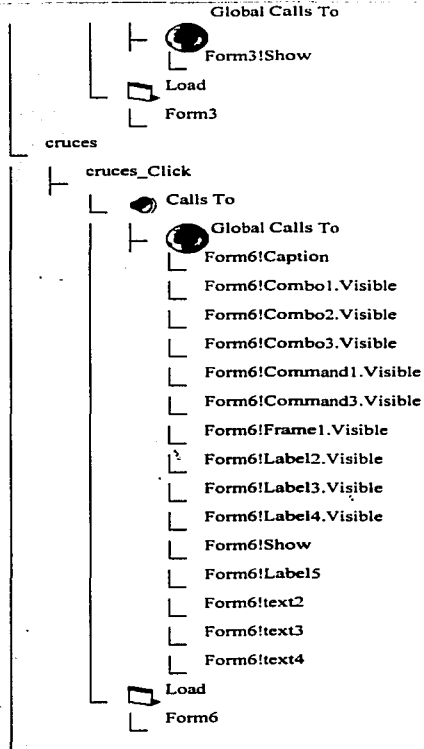 Global Calls To
Form3!Show
Load
Form3
cruces
cruces_Click
Calls To
Global Calls To
Form6!Caption
Form6!Combo1.Visible
Form6!Combo2.Visible
Form6!Combo3.Visible
Form6!Command1.Visible
Form6!Command3.Visible
Form6!Frame1.Visible
Form6!Label2.Visible
Form6!Label3.Visible
Form6!Label4.Visible
Form6!Show
Form6!Label5
Form6!text2
Form6!text3
Form6!text4
Load
Form6